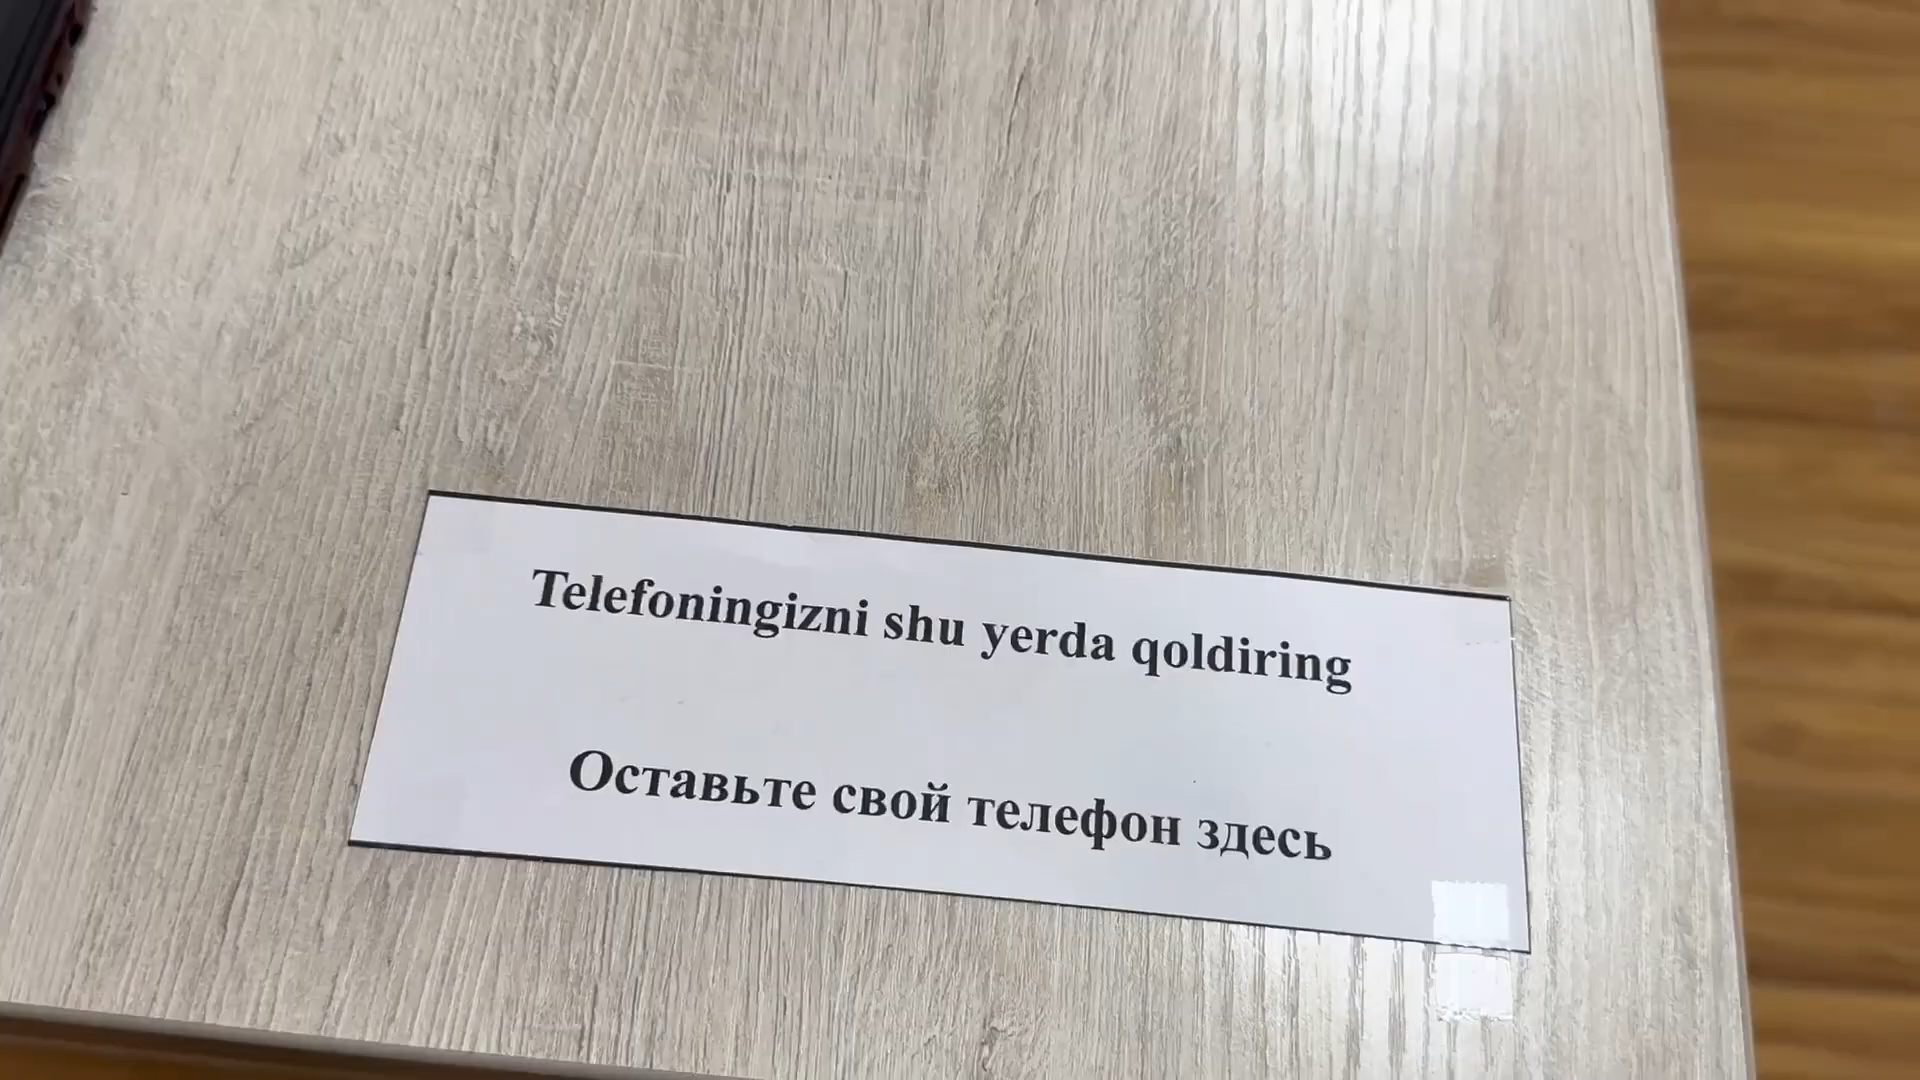 Telefoningizni shu yerda qoldiring
Оставьте свой телефон здесь